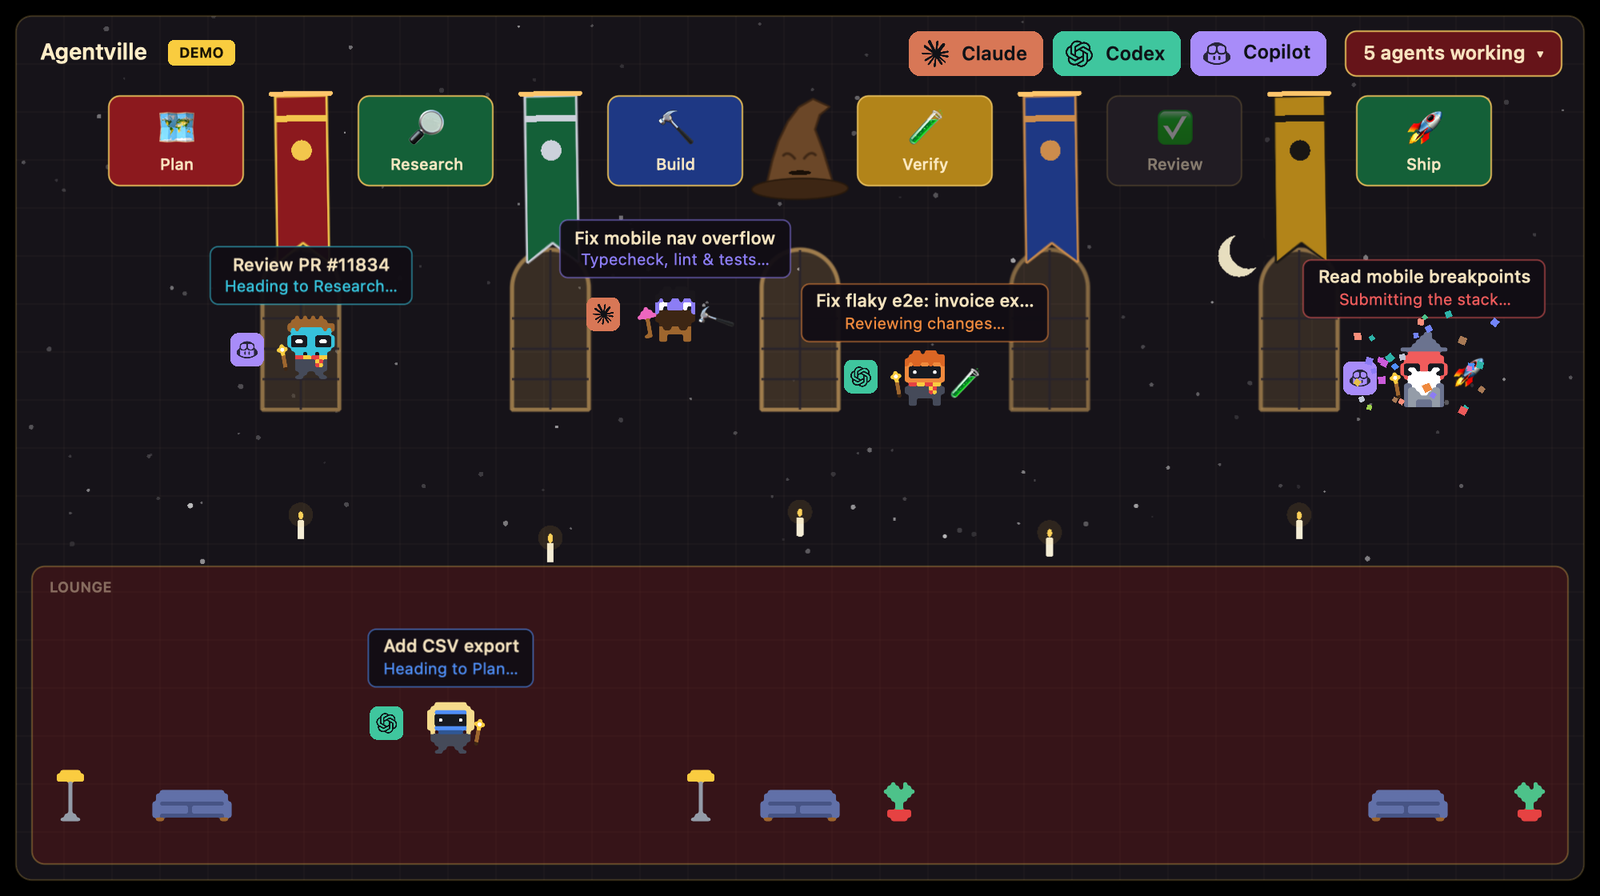 Agentville
DEMO
Claude
Codex
Copilot
5 agents working
Plan
Research
Build
Verify
Review
Ship
Fix mobile nav overflow
Typecheck, lint & tests...
Review PR #11834
Heading to Research...
Read mobile breakpoints
Submitting the stack...
Fix flaky e2e: invoice ex...
Reviewing changes...
LOUNGE
Add CSV export
Heading to Plan...